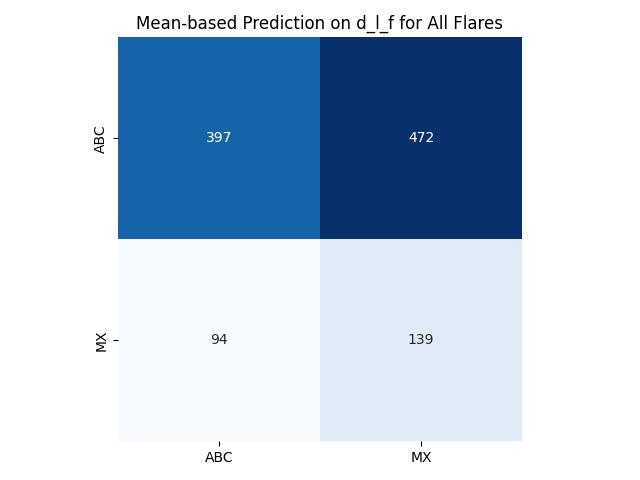 Mean-based Prediction on d_l_f for All Flares
ABC
397
472
MX
94
139
ABC
MX